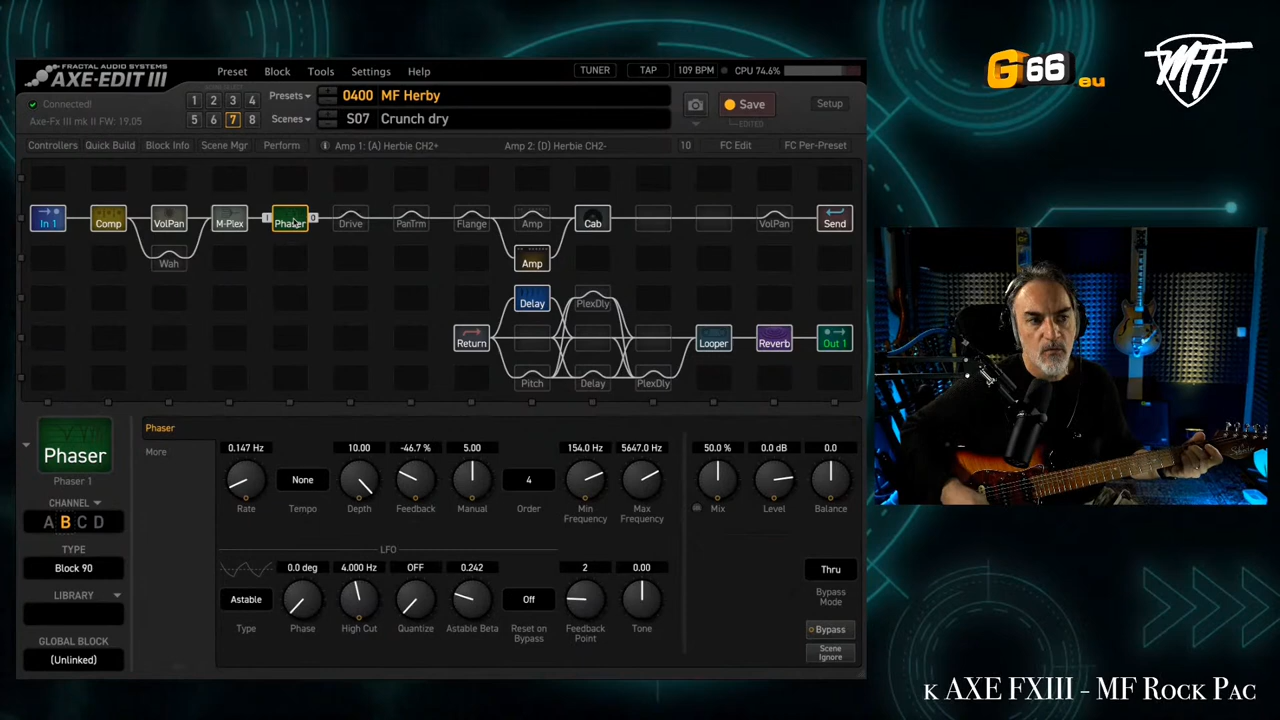 FRACTAL AUDIO SYSTEMS
AXE-EDIT III
Preset Block Tools Settings Help
TUNER TAP 109 BPM CPU 74.6%
G66.eu
MF
Connected!
Axe-Fx III mk II FW: 19.05
1 2 3 4
5 6 7 8
Presets 0400 MF Herby
Scenes S07 Crunch dry
Save
EDITED
Setup
Controllers Quick Build Block Info Scene Mgr Perform
Amp 1: (A) Herbie CH2+ Amp 2: (D) Herbie CH2- 10 FC Edit FC Per-Preset
In 1 Comp VolPan M-Plex I Phaser O Drive PanTrm Flange Amp Cab VolPan Send
Wah Amp
Delay PlexDly
Return Looper Reverb Out 1
Pitch Delay PlexDly
Phaser
Phaser 1
CHANNEL
A B C D
TYPE
Block 90
LIBRARY
GLOBAL BLOCK
(Unlinked)
Phaser
More
0.147 Hz 10.00 -46.7 % 5.00 154.0 Hz 5647.0 Hz 50.0 % 0.0 dB 0.0
None 4
Rate Tempo Depth Feedback Manual Order Min Frequency Max Frequency Mix Level Balance
LFO
0.0 deg 4.000 Hz OFF 0.242 2 0.00
Astable Off Thru
Type Phase High Cut Quantize Astable Beta Reset on Bypass Feedback Point Tone Bypass Mode
Bypass
Scene Ignore
k AXE FXIII - MF Rock Pac